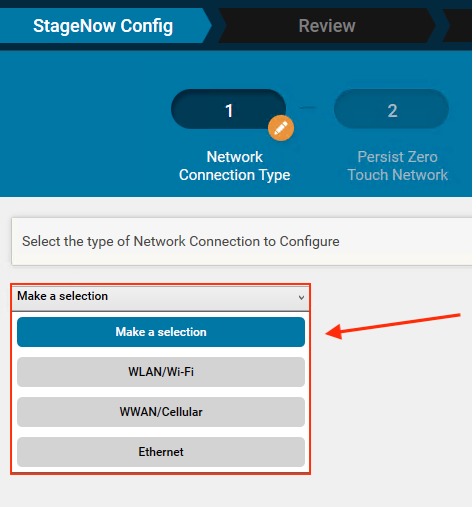 StageNow Config
Review
1
2
Network
Connection Type
Persist Zero
Touch Network
Select the type of Network Connection to Configure
Make a selection
Make a selection
WLAN/Wi-Fi
WWAN/Cellular
Ethernet